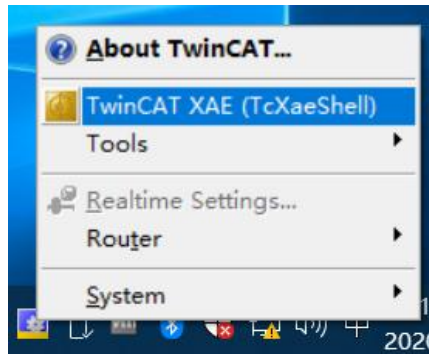 About TwinCAT...
TwinCAT XAE (TcXaeShell)
Tools
Realtime Settings...
Router
System
中